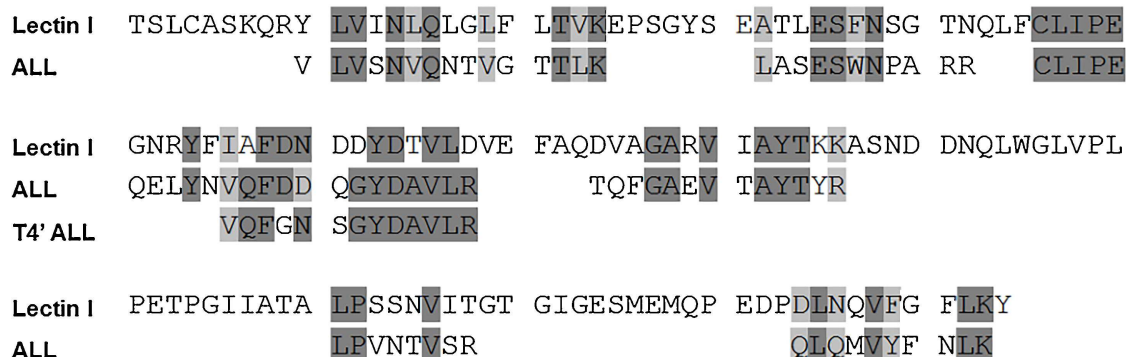 Lectin I TSLCASKQRY LVINLQLGLF LTVKEPSGYS EATLESFNSG TNQLFCLIPE
ALL V LVSNVQNTVG TTLK LASESWNPA RR CLIPE
Lectin I GNRYFIAFDN DDYDTVLDVE FAQDVAGARV IAYTKKASND DNQLWGLVPL
ALL QELYNVQFDD QGYDAVLR TQFGAEV TAYTYR
T4' ALL VQFGN SGYDAVLR
Lectin I PETPGIIATA LPSSNVITGT GIGESMEMQP EDPDLNQVFG FLKY
ALL LPVNTVSR QLQMVYF NLK